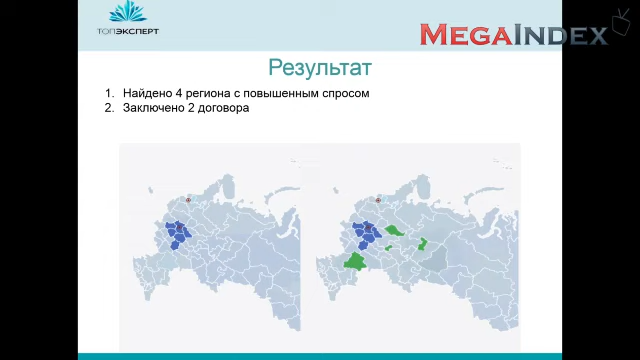 ТОПЭКСПЕРТ
MEGAINDEX
Результат
1. Найдено 4 региона с повышенным спросом
2. Заключено 2 договора